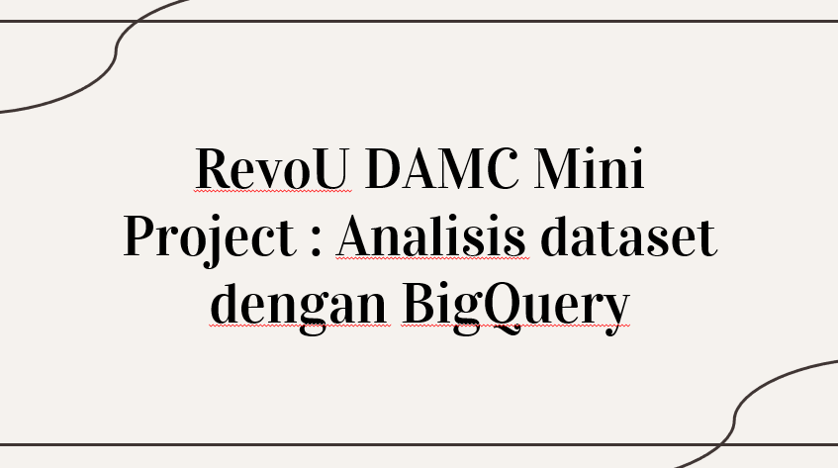 RevoU DAMC Mini
Project : Analisis dataset
dengan BigQuery